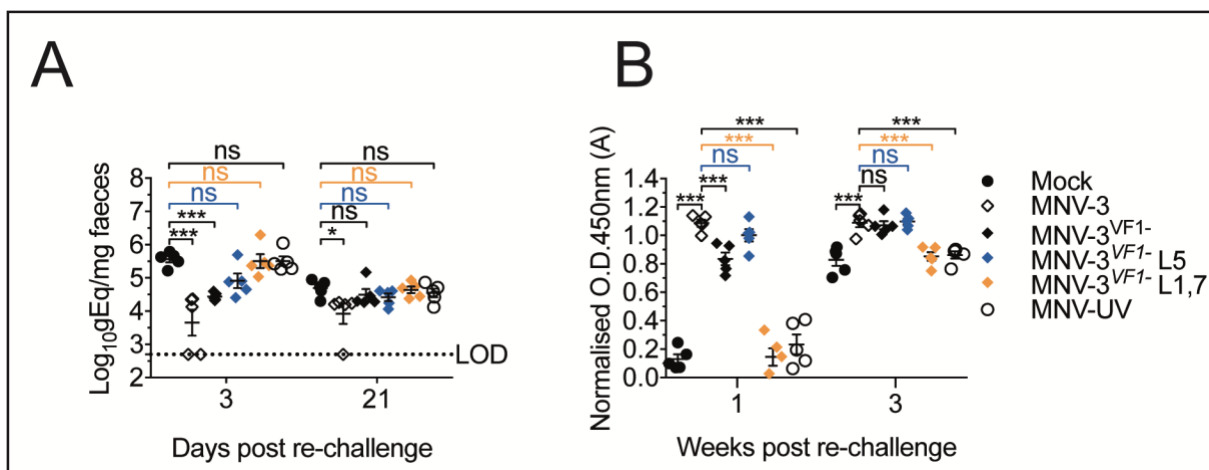 A
Log10gEq/mg faeces
8
7
6
5
4
3
2
ns
ns
ns
***
***
ns
ns
ns
ns
*
LOD
3
21
Days post re-challenge
B
Normalised O.D.450nm (A)
1.4
1.2
1.0
0.8
0.6
0.4
0.2
0.0
***
***
ns
***
***
***
***
ns
ns
***
1
3
Weeks post re-challenge
Mock
MNV-3
MNV-3VF1-
MNV-3VF1- L5
MNV-3VF1- L1,7
MNV-UV